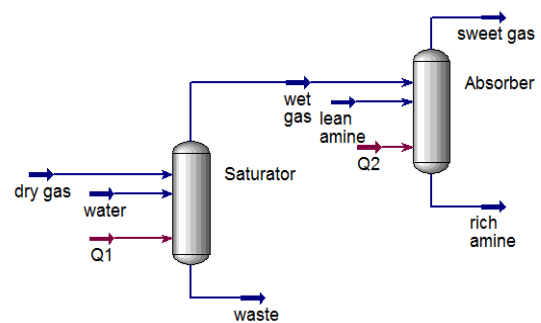 sweet gas
Absorber
wet
gas
lean
amine
Q2
Saturator
dry gas
water
rich
amine
Q1
waste